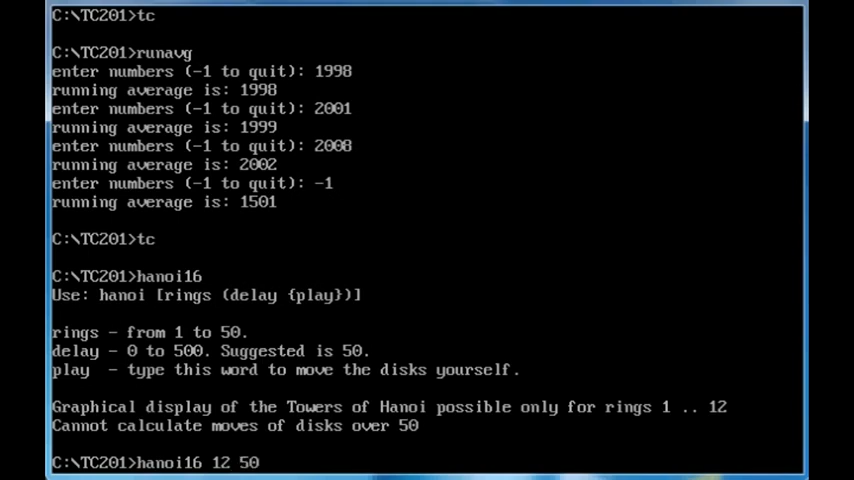 C:\TC201>tc
C:\TC201>runavg
enter numbers (-1 to quit): 1998
running average is: 1998
enter numbers (-1 to quit): 2001
running average is: 1999
enter numbers (-1 to quit): 2008
running average is: 2002
enter numbers (-1 to quit): -1
running average is: 1501
C:\TC201>tc
C:\TC201>hanoi16
Use: hanoi [rings (delay {play})]
rings - from 1 to 50.
delay - 0 to 500. Suggested is 50.
play - type this word to move the disks yourself.
Graphical display of the Towers of Hanoi possible only for rings 1 .. 12
Cannot calculate moves of disks over 50
C:\TC201>hanoi16 12 50